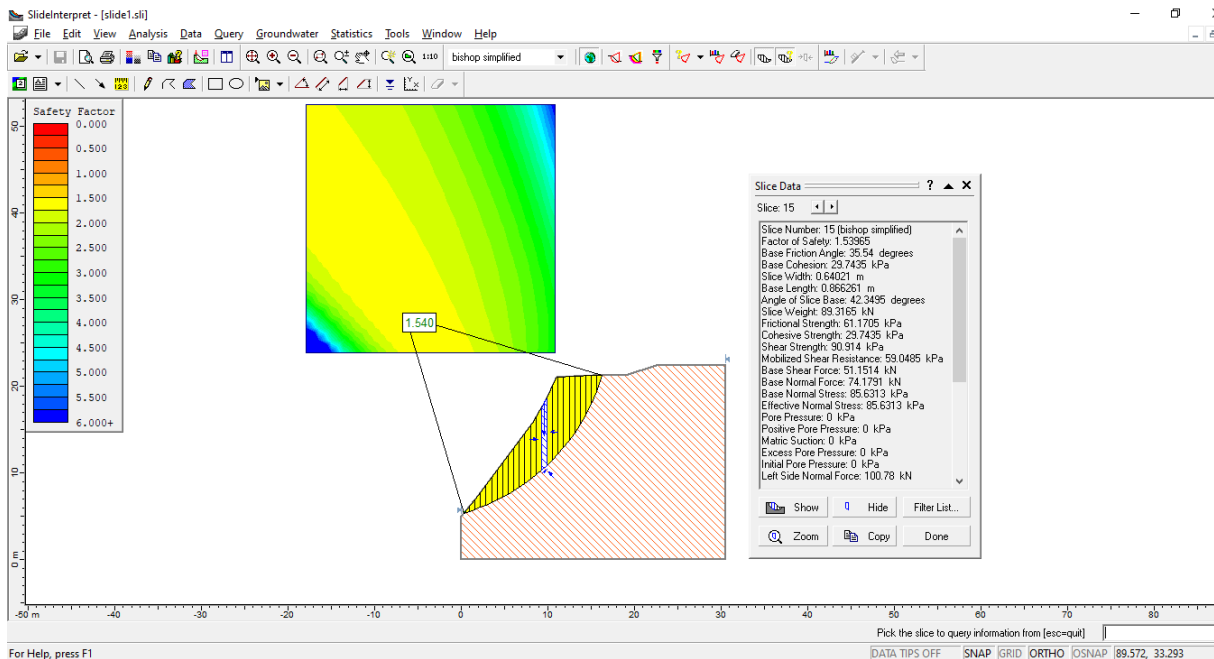 SlideInterpret - [slide1.sli]
File Edit View Analysis Data Query Groundwater Statistics Tools Window Help
1:10 bishop simplified
Safety Factor
0.000
0.500
1.000
1.500
2.000
2.500
3.000
3.500
4.000
4.500
5.000
5.500
6.000+
50
40
30
20
10
0 m
1.540
Slice Data ?
Slice: 15
Slice Number: 15 (bishop simplified)
Factor of Safety: 1.53965
Base Friction Angle: 35.54 degrees
Base Cohesion: 29.7435 kPa
Slice Width: 0.64021 m
Base Length: 0.866261 m
Angle of Slice Base: 42.3495 degrees
Slice Weight: 89.3165 kN
Frictional Strength: 61.1705 kPa
Cohesive Strength: 29.7435 kPa
Shear Strength: 90.914 kPa
Mobilized Shear Resistance: 59.0485 kPa
Base Shear Force: 51.1514 kN
Base Normal Force: 74.1791 kN
Base Normal Stress: 85.6313 kPa
Effective Normal Stress: 85.6313 kPa
Pore Pressure: 0 kPa
Positive Pore Pressure: 0 kPa
Matric Suction: 0 kPa
Excess Pore Pressure: 0 kPa
Initial Pore Pressure: 0 kPa
Left Side Normal Force: 100.78 kN
Show Hide Filter List...
Zoom Copy Done
-50 m -40 -30 -20 -10 0 10 20 30 40 50 60 70 80
Pick the slice to query information from [esc=quit]
For Help, press F1 DATA TIPS OFF SNAP GRID ORTHO OSNAP 89.572, 33.293